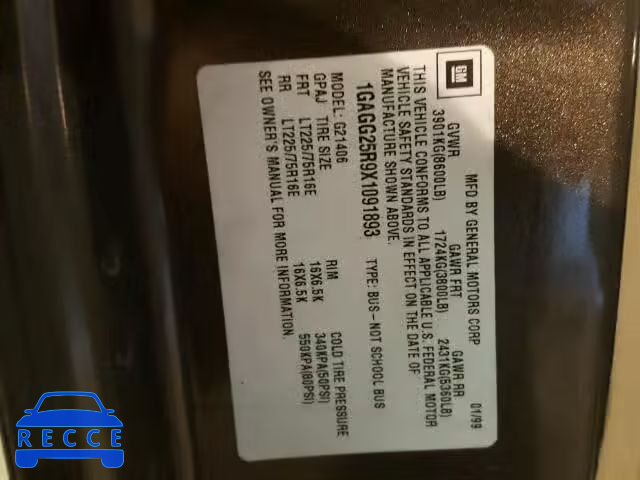 GM
MFD BY GENERAL MOTORS CORP 01/99
GVWR GAWR FRT GAWR RR
3901KG(8600LB) 1724KG(3800LB) 2431KG(5360LB)
THIS VEHICLE CONFORMS TO ALL APPLICABLE U.S. FEDERAL MOTOR
VEHICLE SAFETY STANDARDS IN EFFECT ON THE DATE OF
MANUFACTURE SHOWN ABOVE.
1GAGG25R9X1091893 TYPE: BUS-NOT SCHOOL BUS
MODEL: G21406
GPAJ TIRE SIZE RIM COLD TIRE PRESSURE
FRT LT225/75R16E 16X6.5K 340KPA(50PSI)
RR LT225/75R16E 16X6.5K 550KPA(80PSI)
SEE OWNER'S MANUAL FOR MORE INFORMATION.
RECCE